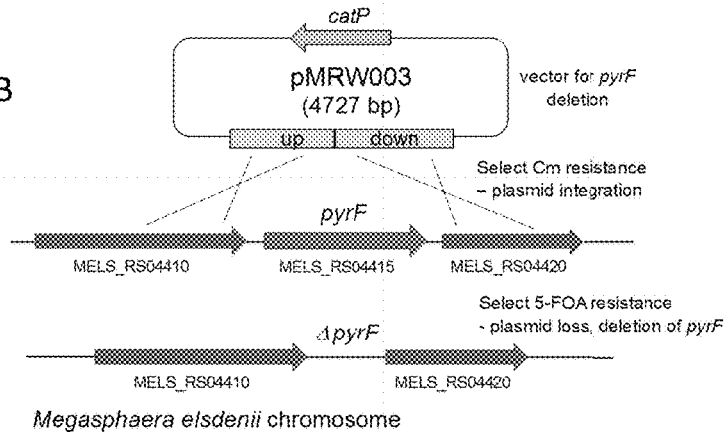 catP
B
pMRW003
(4727 bp)
vector for pyrF
deletion
up down
Select Cm resistance
– plasmid integration
pyrF
MELS_RS04410 MELS_RS04415 MELS_RS04420
Select 5-FOA resistance
- plasmid loss, deletion of pyrF
ΔpyrF
MELS_RS04410 MELS_RS04420
Megasphaera elsdenii chromosome